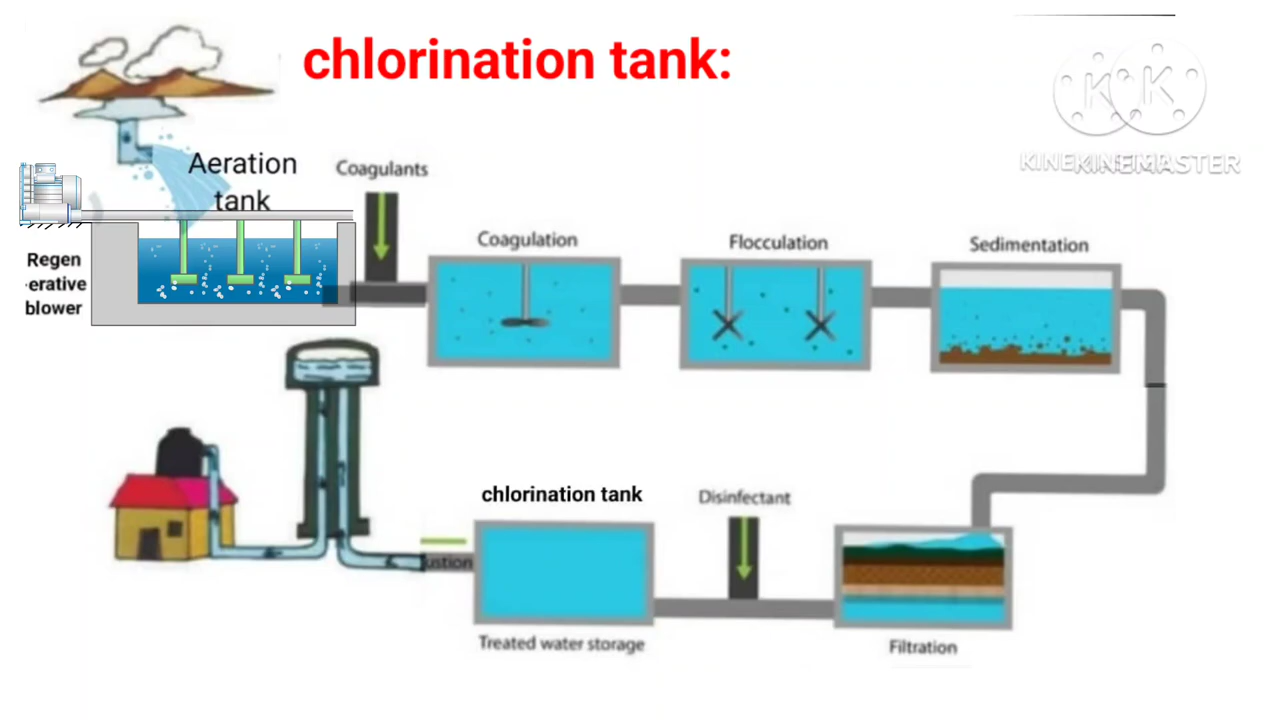 chlorination tank:
KINEMASTER
Aeration
tank
Coagulants
Coagulation
Flocculation
Sedimentation
Regen
erative
blower
chlorination tank
Disinfectant
ustion
Treated water storage
Filtration